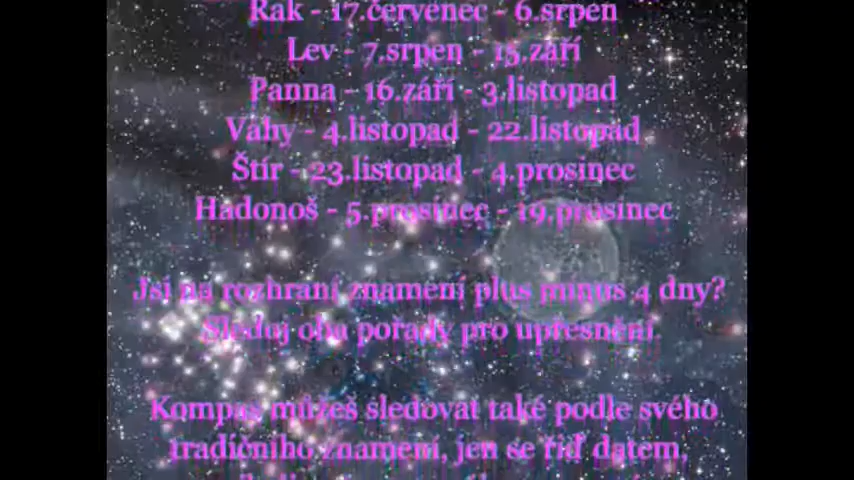 Rak - 17.červenec - 6.srpen
Lev - 7.srpen - 15.září
Panna - 16.září - 3.listopad
Váhy - 4.listopad - 22.listopad
Štír - 23.listopad - 4.prosinec
Hadonoš - 5.prosinec - 19.prosinec
Jsi na rozhraní znamení plus mínus 4 dny?
Sleduj oba pořady pro upřesnění.
Kompas můžeš sledovat také podle svého
tradičního znamení, jen se řiď datem,